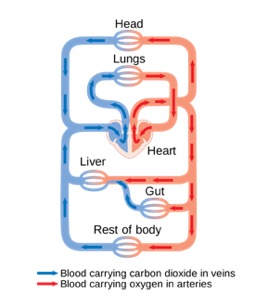 Head
Lungs
Heart
Liver
Gut
Rest of body
Blood carrying carbon dioxide in veins
Blood carrying oxygen in arteries